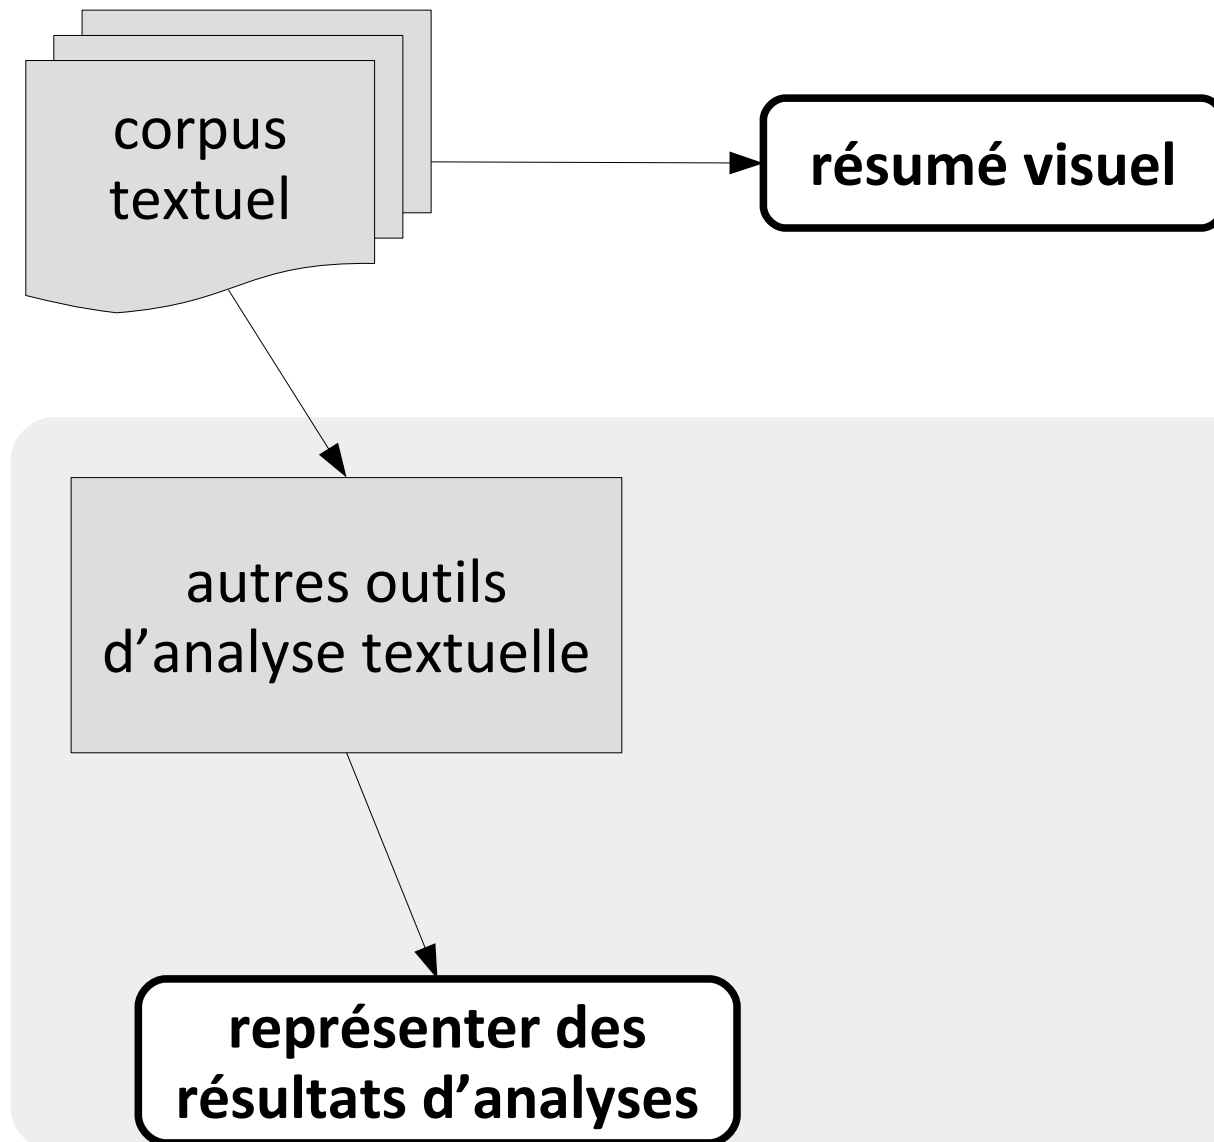 corpus
textuel
résumé visuel
autres outils
d’analyse textuelle
représenter des
résultats d’analyses